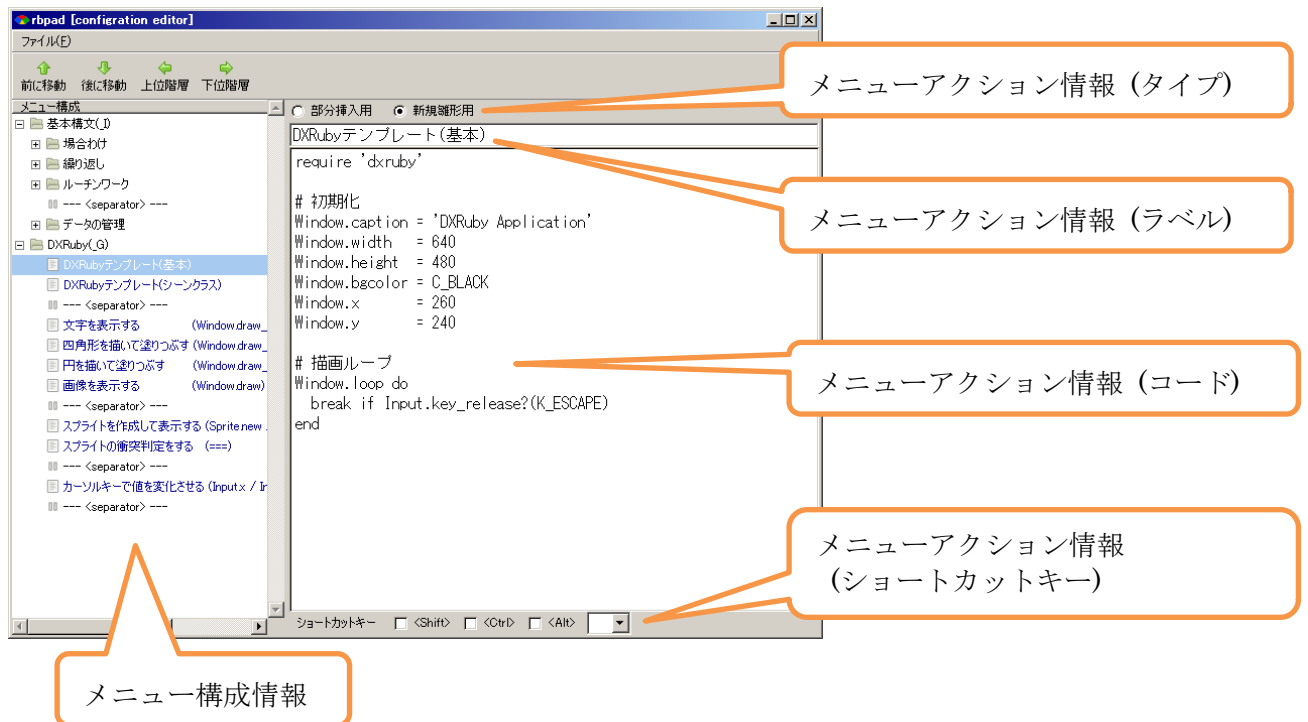 rbpad [configration editor]
ファイル(F)
前に移動 後に移動 上位階層 下位階層
メニュー構成
基本構文(_I)
場合わけ
繰り返し
ルーチンワーク
--- <separator> ---
データの管理
DXRuby(_G)
DXRubyテンプレート(基本)
DXRubyテンプレート(シーンクラス)
--- <separator> ---
文字を表示する (Window.draw_
四角形を描いて塗りつぶす (Window.draw_
円を描いて塗りつぶす (Window.draw_
画像を表示する (Window.draw)
--- <separator> ---
スプライトを作成して表示する (Sprite.new
スプライトの衝突判定をする (===)
--- <separator> ---
カーソルキーで値を変化させる (Input.x /
--- <separator> ---
部分挿入用 新規雛形用
DXRubyテンプレート(基本)
require 'dxruby'
# 初期化
Window.caption = 'DXRuby Application'
Window.width = 640
Window.height = 480
Window.bgcolor = C_BLACK
Window.x = 260
Window.y = 240
# 描画ループ
Window.loop do
break if Input.key_release?(K_ESCAPE)
end
ショートカットキー <Shift> <Ctrl> <Alt>
メニューアクション情報 (タイプ)
メニューアクション情報 (ラベル)
メニューアクション情報 (コード)
メニューアクション情報
(ショートカットキー)
メニュー構成情報